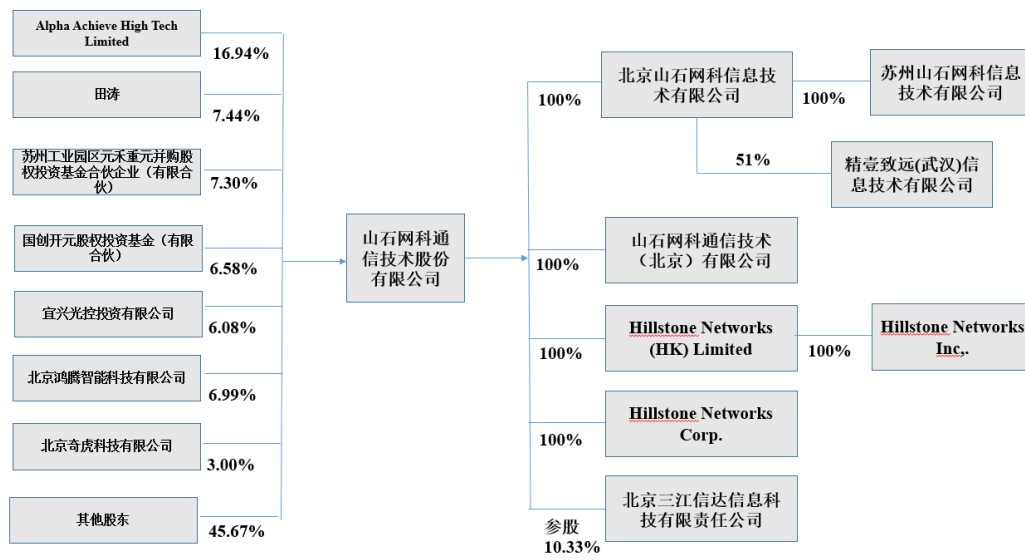 Alpha Achieve High Tech
Limited
16.94%
田涛
7.44%
苏州工业园区元禾重元并购股
权投资基金合伙企业（有限合
伙）
7.30%
国创开元股权投资基金（有限
合伙）
6.58%
宜兴光控投资有限公司
6.08%
北京鸿腾智能科技有限公司
6.99%
北京奇虎科技有限公司
3.00%
其他股东
45.67%
山石网科通
信技术股份
有限公司
100%
北京山石网科信息技
术有限公司
100%
苏州山石网科信息
技术有限公司
51%
精壹致远(武汉)信
息技术有限公司
100%
山石网科通信技术
（北京）有限公司
100%
Hillstone Networks
(HK) Limited
100%
Hillstone Networks
Inc,.
100%
Hillstone Networks
Corp.
参股
10.33%
北京三江信达信息科
技有限责任公司